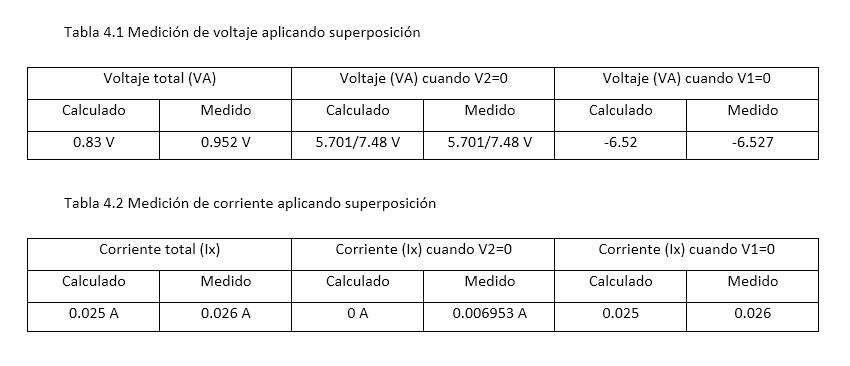 Tabla 4.1 Medición de voltaje aplicando superposición
Voltaje total (VA) Voltaje (VA) cuando V2=0 Voltaje (VA) cuando V1=0
Calculado Medido Calculado Medido Calculado Medido
0.83 V 0.952 V 5.701/7.48 V 5.701/7.48 V -6.52 -6.527
Tabla 4.2 Medición de corriente aplicando superposición
Corriente total (Ix) Corriente (Ix) cuando V2=0 Corriente (Ix) cuando V1=0
Calculado Medido Calculado Medido Calculado Medido
0.025 A 0.026 A 0 A 0.006953 A 0.025 0.026